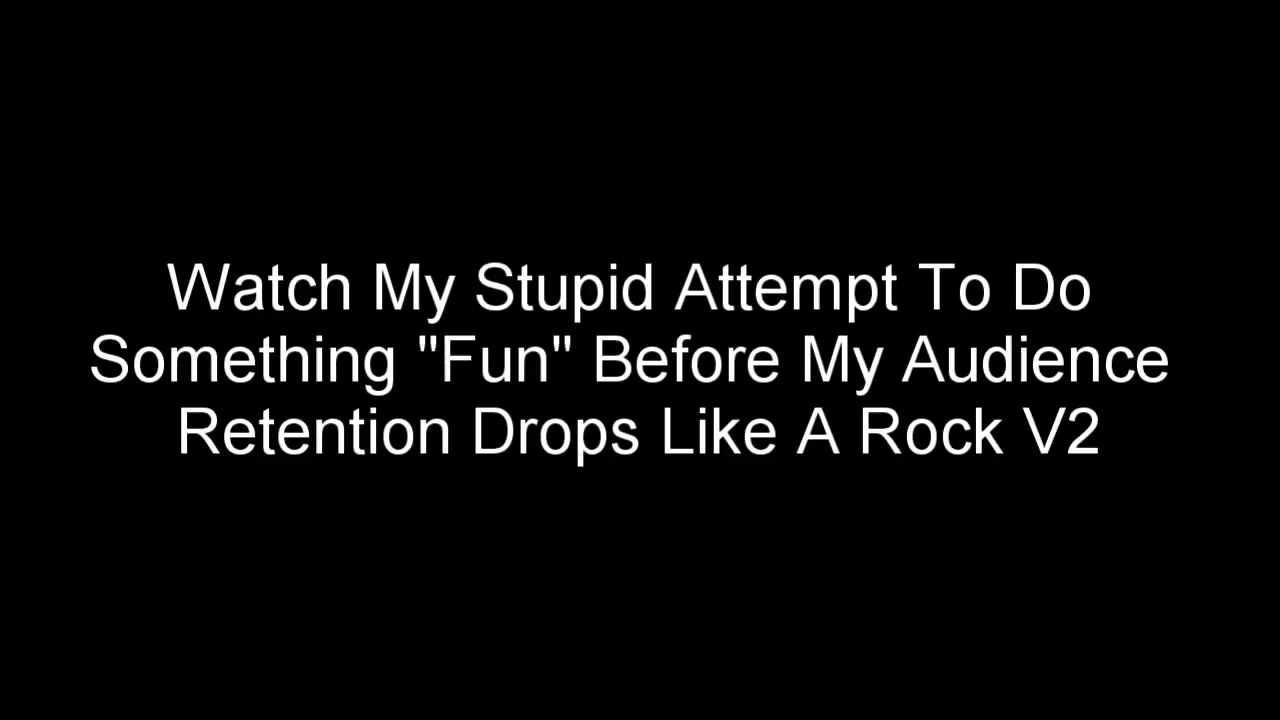 Watch My Stupid Attempt To Do
Something "Fun" Before My Audience
Retention Drops Like A Rock V2